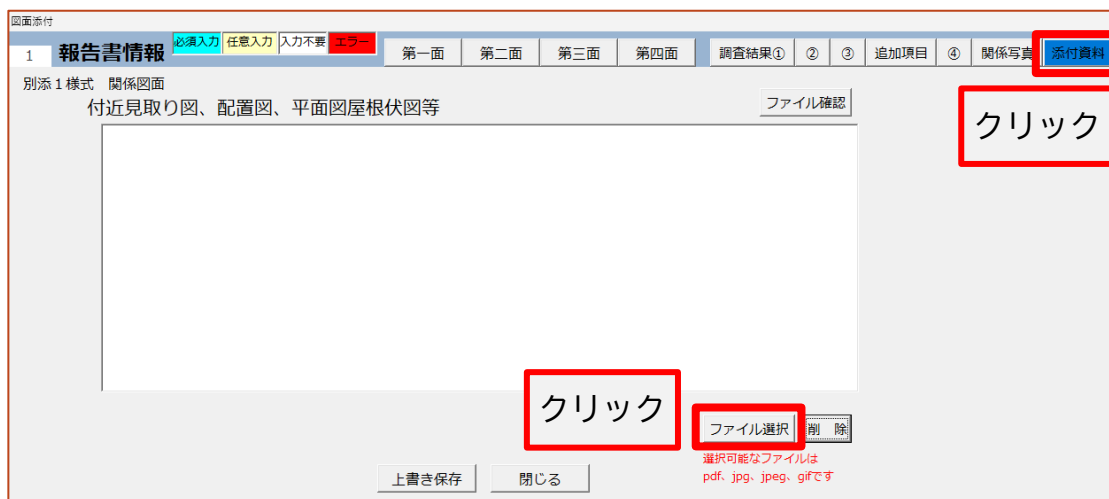 図面添付
1 報告書情報 必須入力 任意入力 入力不要 エラー 第一面 第二面 第三面 第四面 調査結果① ② ③ 追加項目 ④ 関係写真 添付資料
別添1様式 関係図面
付近見取り図、配置図、平面図屋根伏図等 ファイル確認
クリック
クリック
ファイル選択 削 除
選択可能なファイルは
pdf、jpg、jpeg、gifです
上書き保存 閉じる